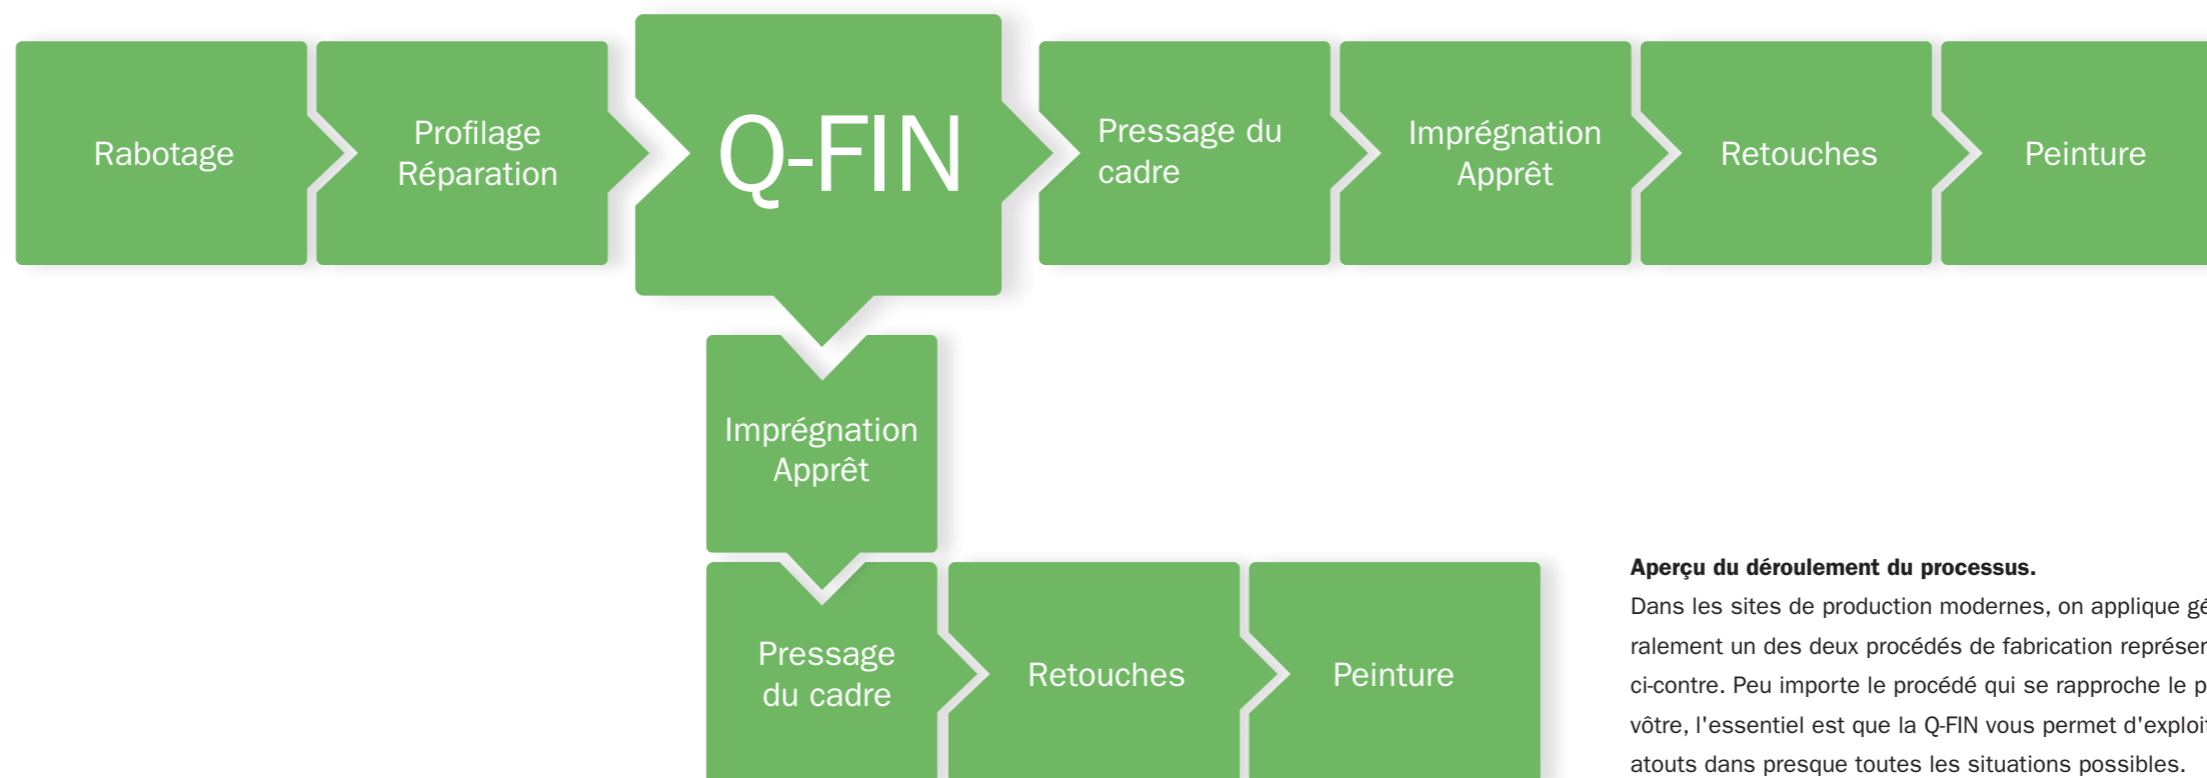 Rabotage
Profilage
Réparation
Q-FIN
Pressage du
cadre
Imprégnation
Apprêt
Retouches
Peinture
Imprégnation
Apprêt
Pressage
du cadre
Retouches
Peinture
Aperçu du déroulement du processus.
Dans les sites de production modernes, on applique gé
ralement un des deux procédés de fabrication représen
ci-contre. Peu importe le procédé qui se rapproche le p
vôtre, l'essentiel est que la Q-FIN vous permet d'exploit
atouts dans presque toutes les situations possibles.